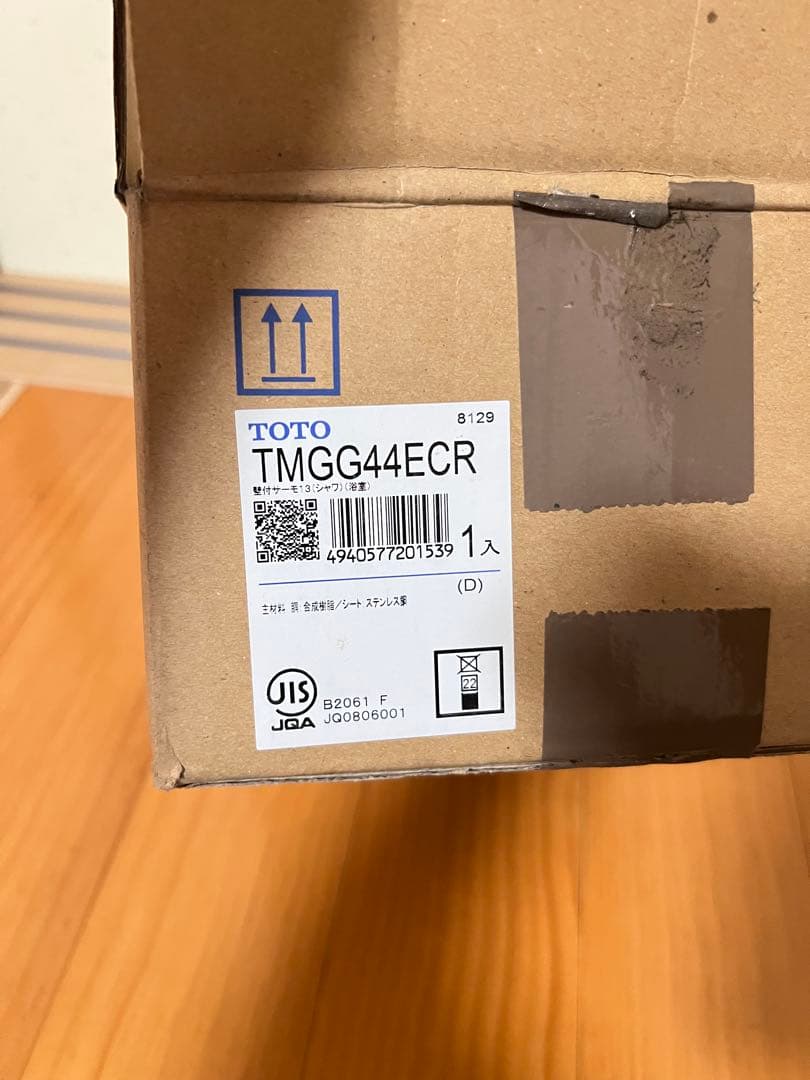 8129
TOTO
TMGG44ECR
壁付サーモ13(シャワ)(浴室)
4940577201539
1入
(D)
主材料 銅 合成樹脂/シート ステンレス鋼
22
JIS
JQA
B2061 F
JQ0806001